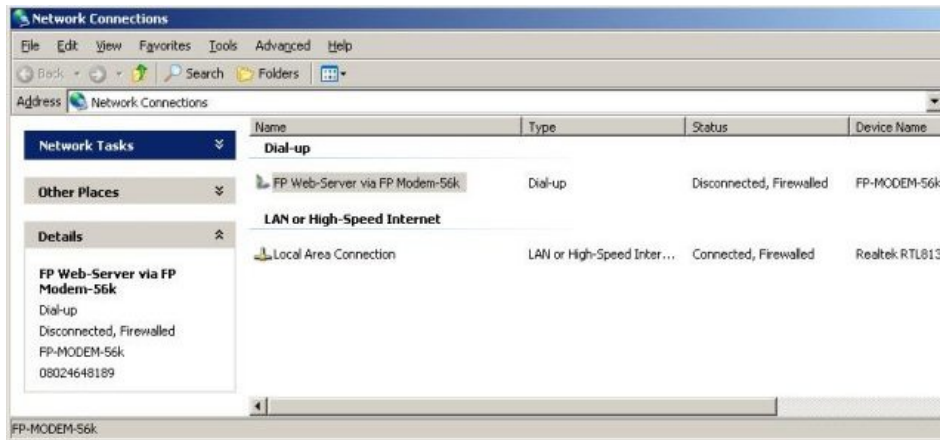 Network Connections
File Edit View Favorites Tools Advanced Help
Back Search Folders
Address Network Connections
Network Tasks
Other Places
Details
FP Web-Server via FP
Modem-56k
Dial-up
Disconnected, Firewalled
FP-MODEM-56k
08024648189
Name Type Status Device Name
Dial-up
FP Web-Server via FP Modem-56k Dial-up Disconnected, Firewalled FP-MODEM-56k
LAN or High-Speed Internet
Local Area Connection LAN or High-Speed Inter... Connected, Firewalled Realtek RTL813
FP-MODEM-56k